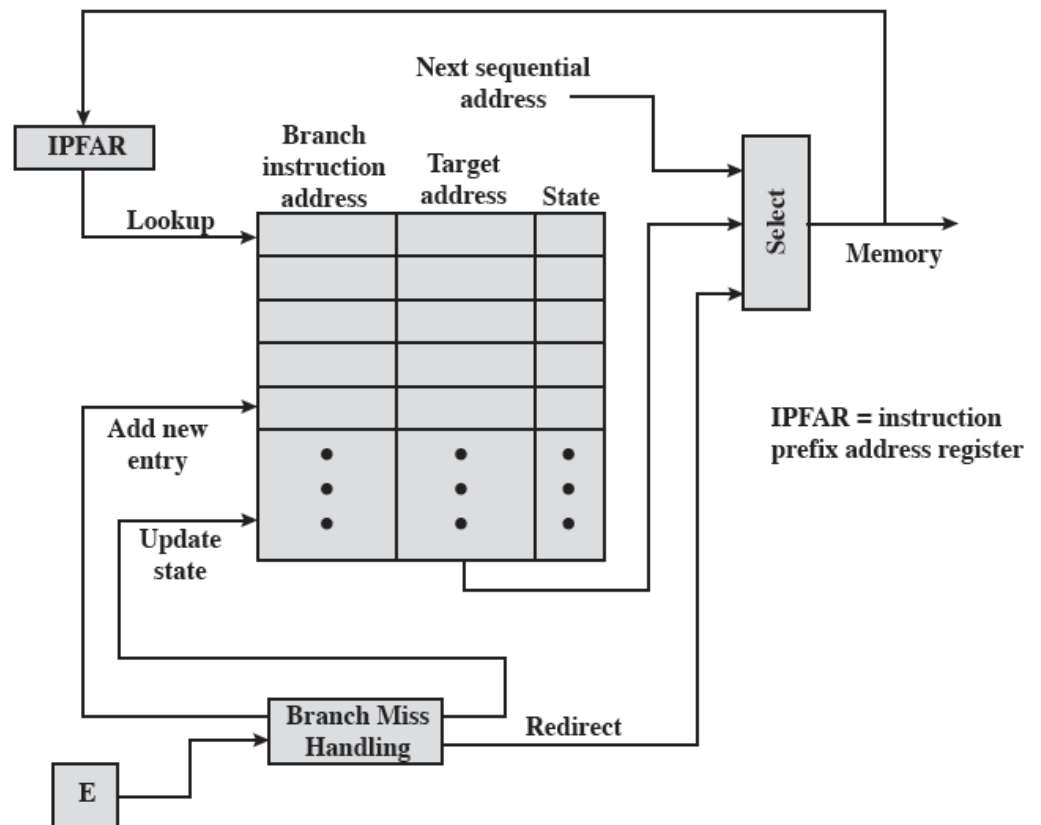 Next sequential
address
IPFAR
Branch
instruction
address
Target
address
State
Lookup
Select
Memory
Add new
entry
IPFAR = instruction
prefix address register
Update
state
Branch Miss
Handling
Redirect
E